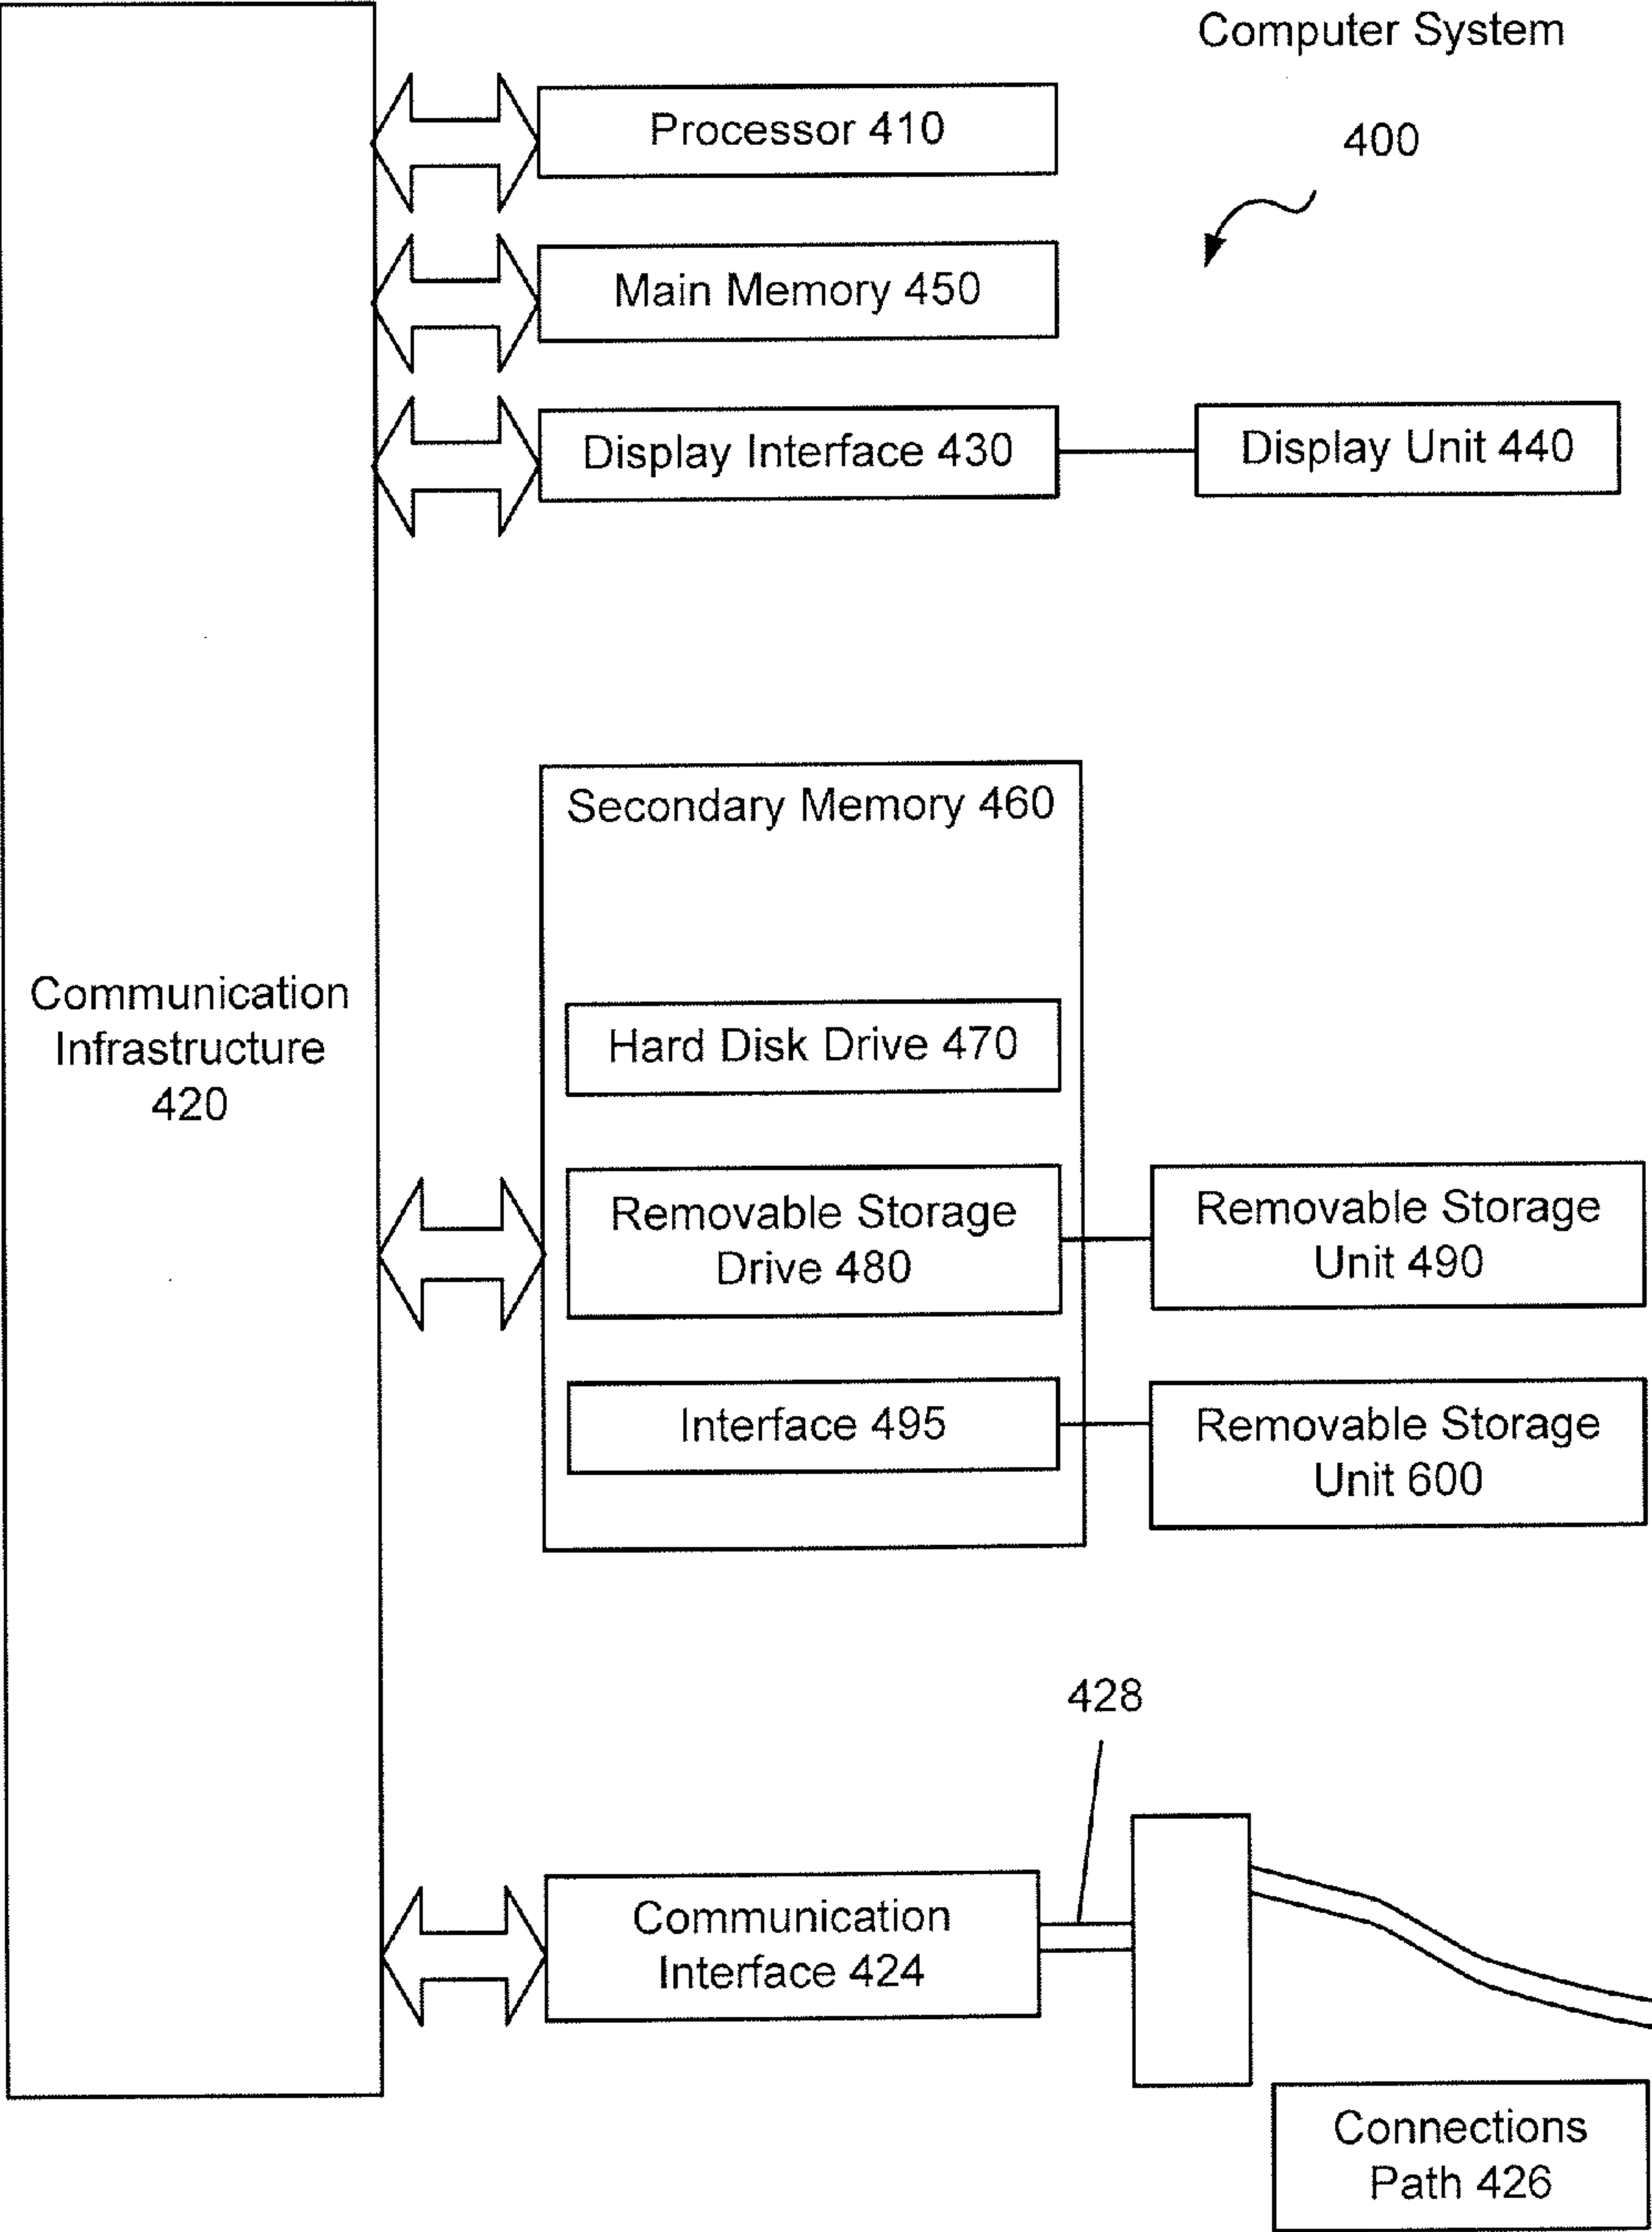 Computer System
400
Processor 410
Main Memory 450
Display Interface 430
Display Unit 440
Secondary Memory 460
Communication
Infrastructure
420
Hard Disk Drive 470
Removable Storage
Drive 480
Removable Storage
Unit 490
Interface 495
Removable Storage
Unit 600
428
Communication
Interface 424
Connections
Path 426